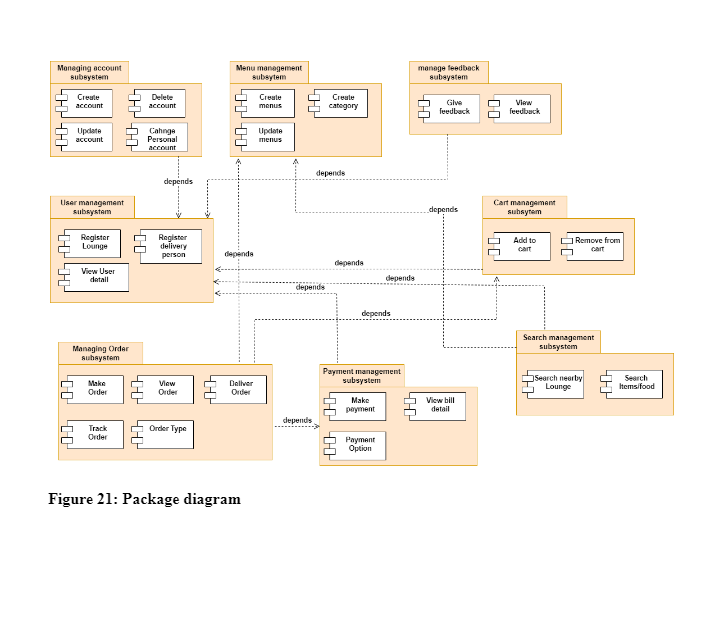 Managing account
subsystem
Create
account
Delete
account
Update
account
Cahnge
Personal
account
Menu management
subsytem
Create
menus
Create
category
Update
menus
manage feedback
subsystem
Give
feedback
View
feedback
depends
depends
User management
subsystem
Register
Lounge
Register
delivery
person
View User
detail
depends
Cart management
subsytem
Add to
cart
Remove from
cart
depends
depends
depends
depends
depends
Managing Order
subsystem
Make
Order
View
Order
Deliver
Order
Track
Order
Order Type
depends
Payment management
subsystem
Make
payment
View bill
detail
Payment
Option
Search management
subsystem
Search nearby
Lounge
Search
Items/food
Figure 21: Package diagram